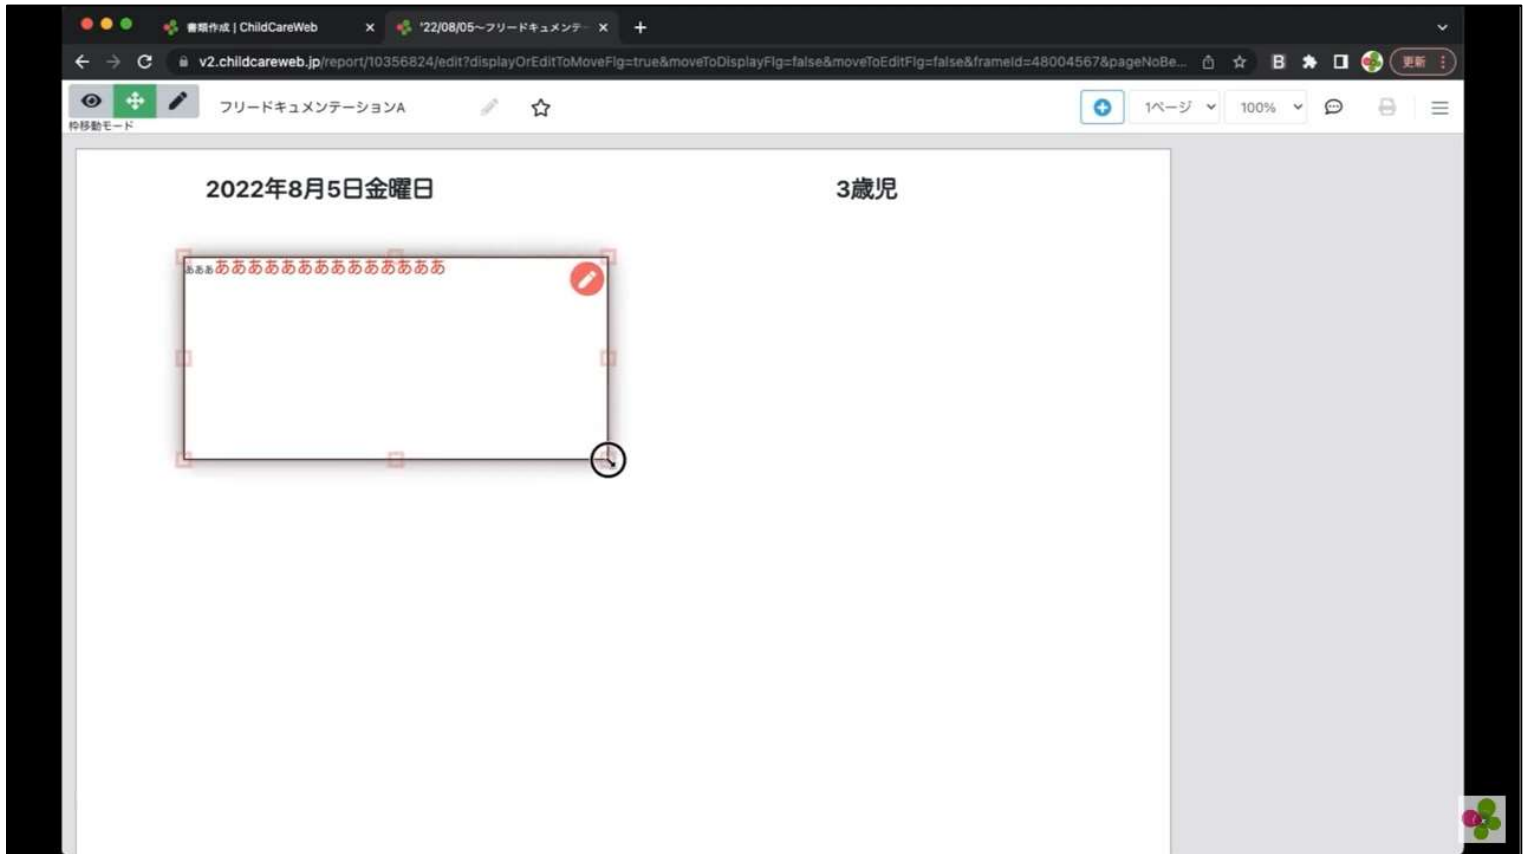 書類作成 | ChildCareWeb
'22/08/05～フリードキュメンテ
v2.childcareweb.jp/report/10356824/edit?displayOrEditToMoveFlg=true&moveToDisplayFlg=false&moveToEditFlg=false&frameId=48004567&pageNoBe...
B
更新
フリードキュメンテーションA
1ページ
100%
枠移動モード
2022年8月5日金曜日
3歳児
あああああああああああああああああ